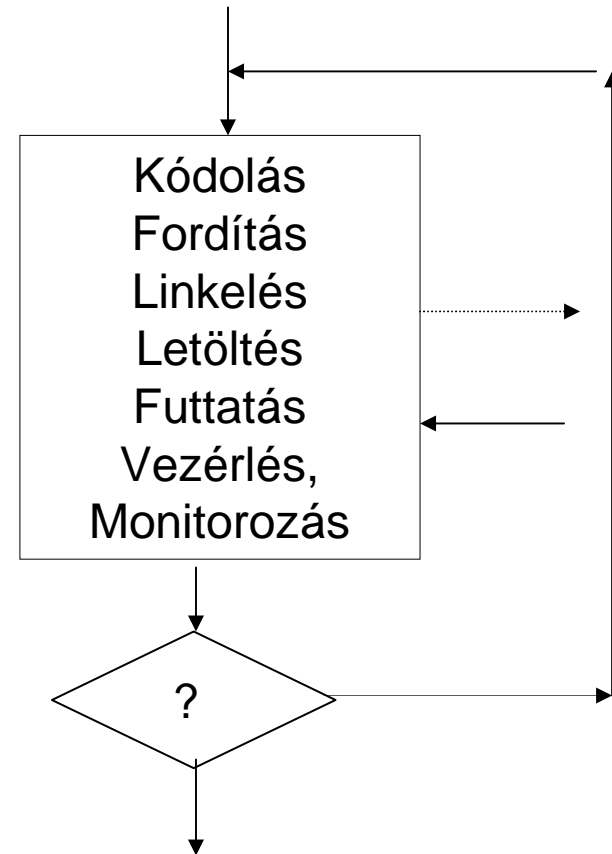 Kódolás
Fordítás
Linkelés
Letöltés
Futtatás
Vezérlés,
Monitorozás
?